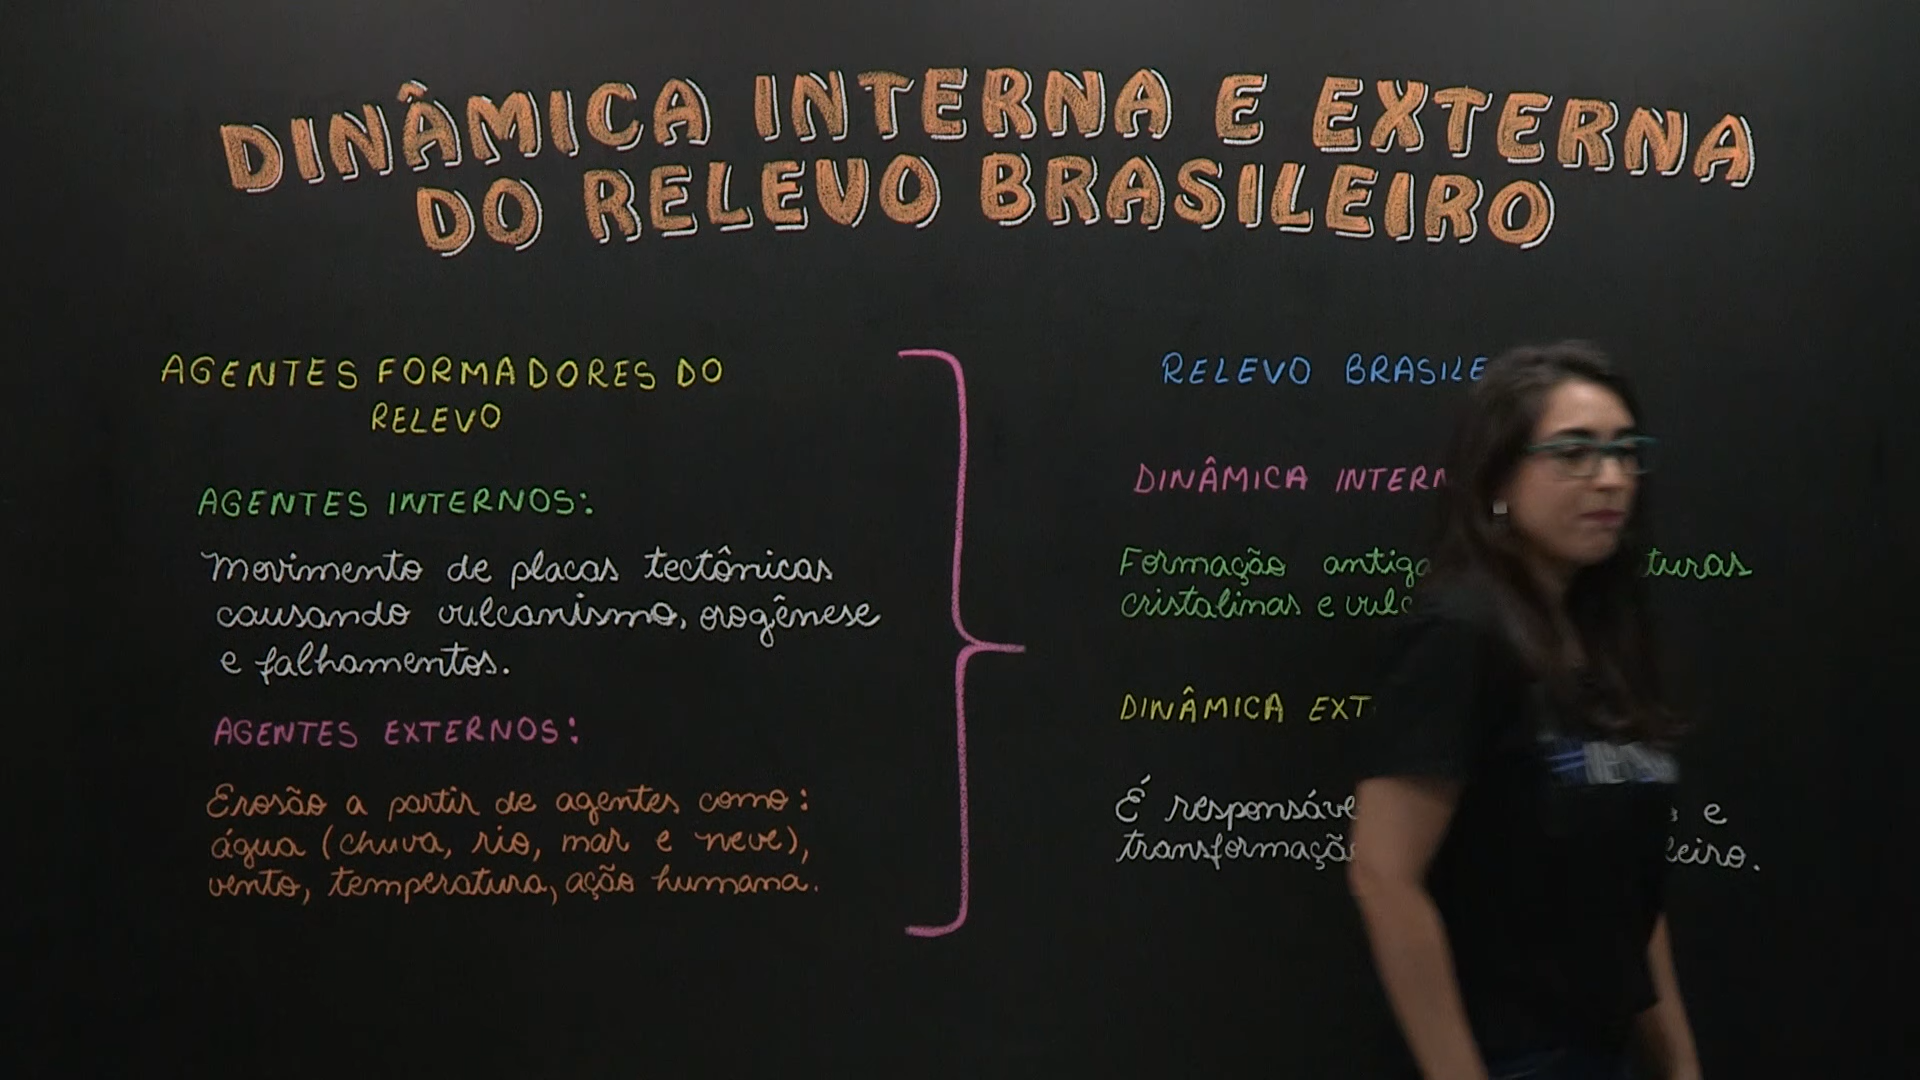 DINÂMICA INTERNA E EXTERNA
DO RELEVO BRASILEIRO
AGENTES FORMADORES DO
RELEVO
AGENTES INTERNOS:
Movimento de placas tectônicas
causando vulcanismo, orogênese
e falhamentos.
AGENTES EXTERNOS:
Erosão a partir de agentes como:
água (chuva, rio, mar e neve),
vento, temperatura, ação humana.
RELEVO BRASILE
DINÂMICA INTERN
Formação antiga turas
cristalinas e vulc
DINÂMICA EXT
É responsáve e
transformaçã leiro.